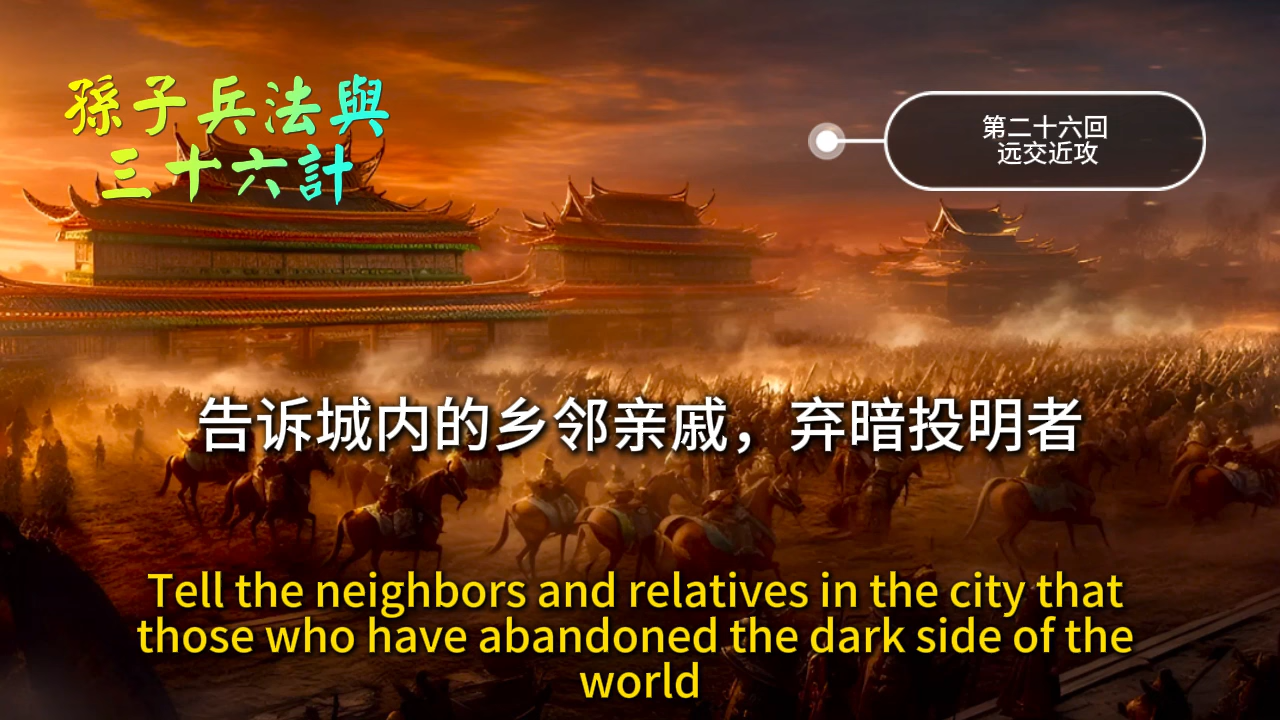 孫子兵法與
三十六計
第二十六回
远交近攻
告诉城内的乡邻亲戚，弃暗投明者
Tell the neighbors and relatives in the city that
those who have abandoned the dark side of the
world